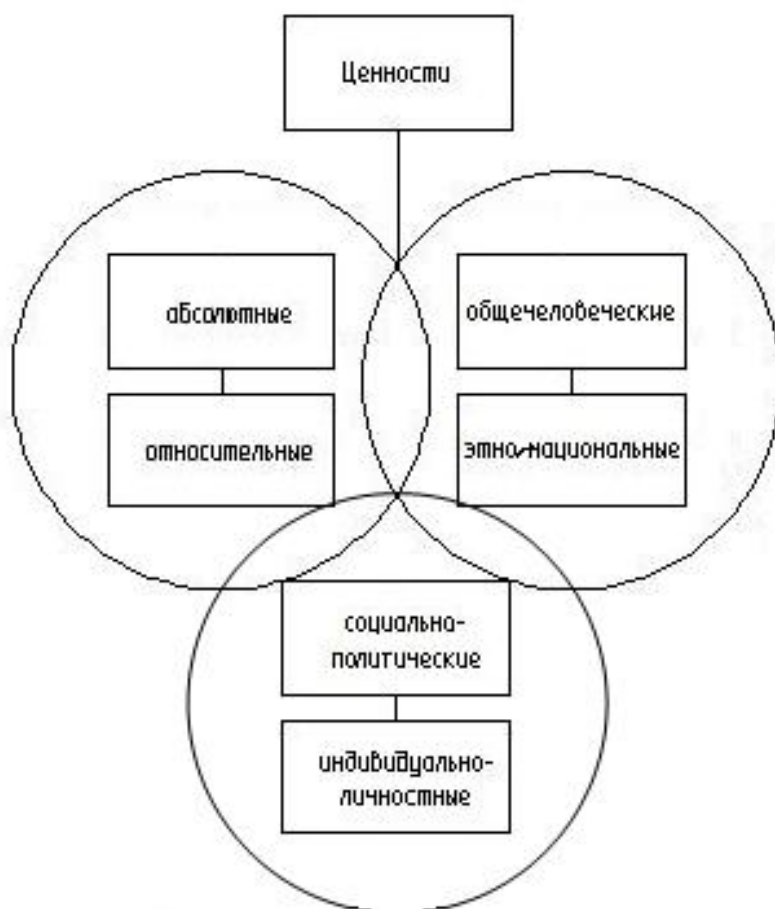 Ценности
абсолютные
общечеловеческие
относительные
этно-национальные
социально-
политические
индивидуально-
личностные